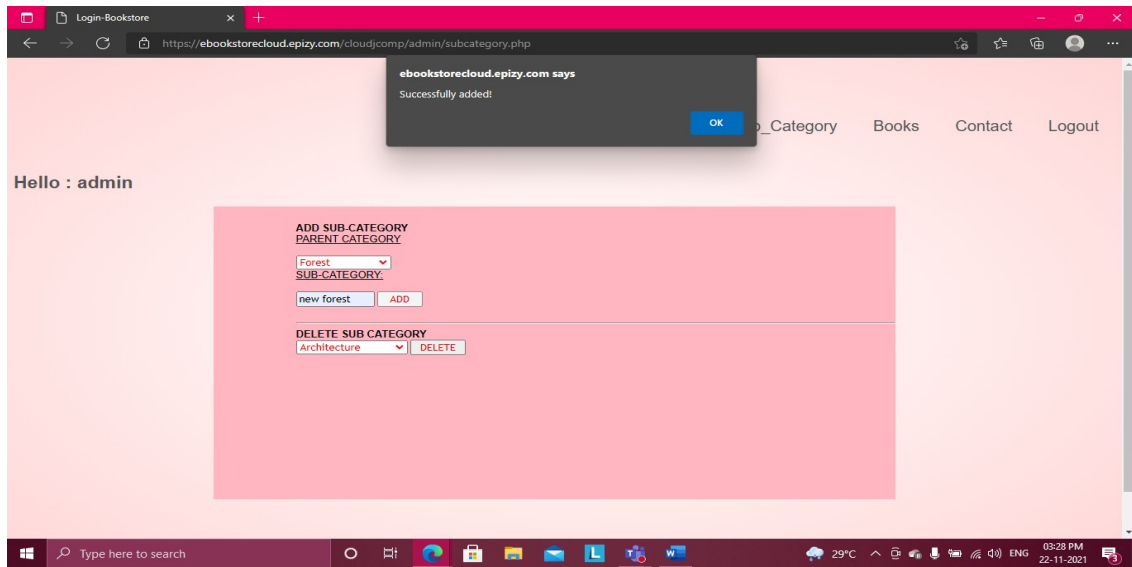 Login-Bookstore
https://ebookstorecloud.epizy.com/cloudjcomp/admin/subcategory.php
ebookstorecloud.epizy.com says
Successfully added!
OK
_Category Books Contact Logout
Hello : admin
ADD SUB-CATEGORY
PARENT CATEGORY
Forest
SUB-CATEGORY:
new forest ADD
DELETE SUB CATEGORY
Architecture DELETE
Type here to search
29°C ENG
03:28 PM
22-11-2021
3